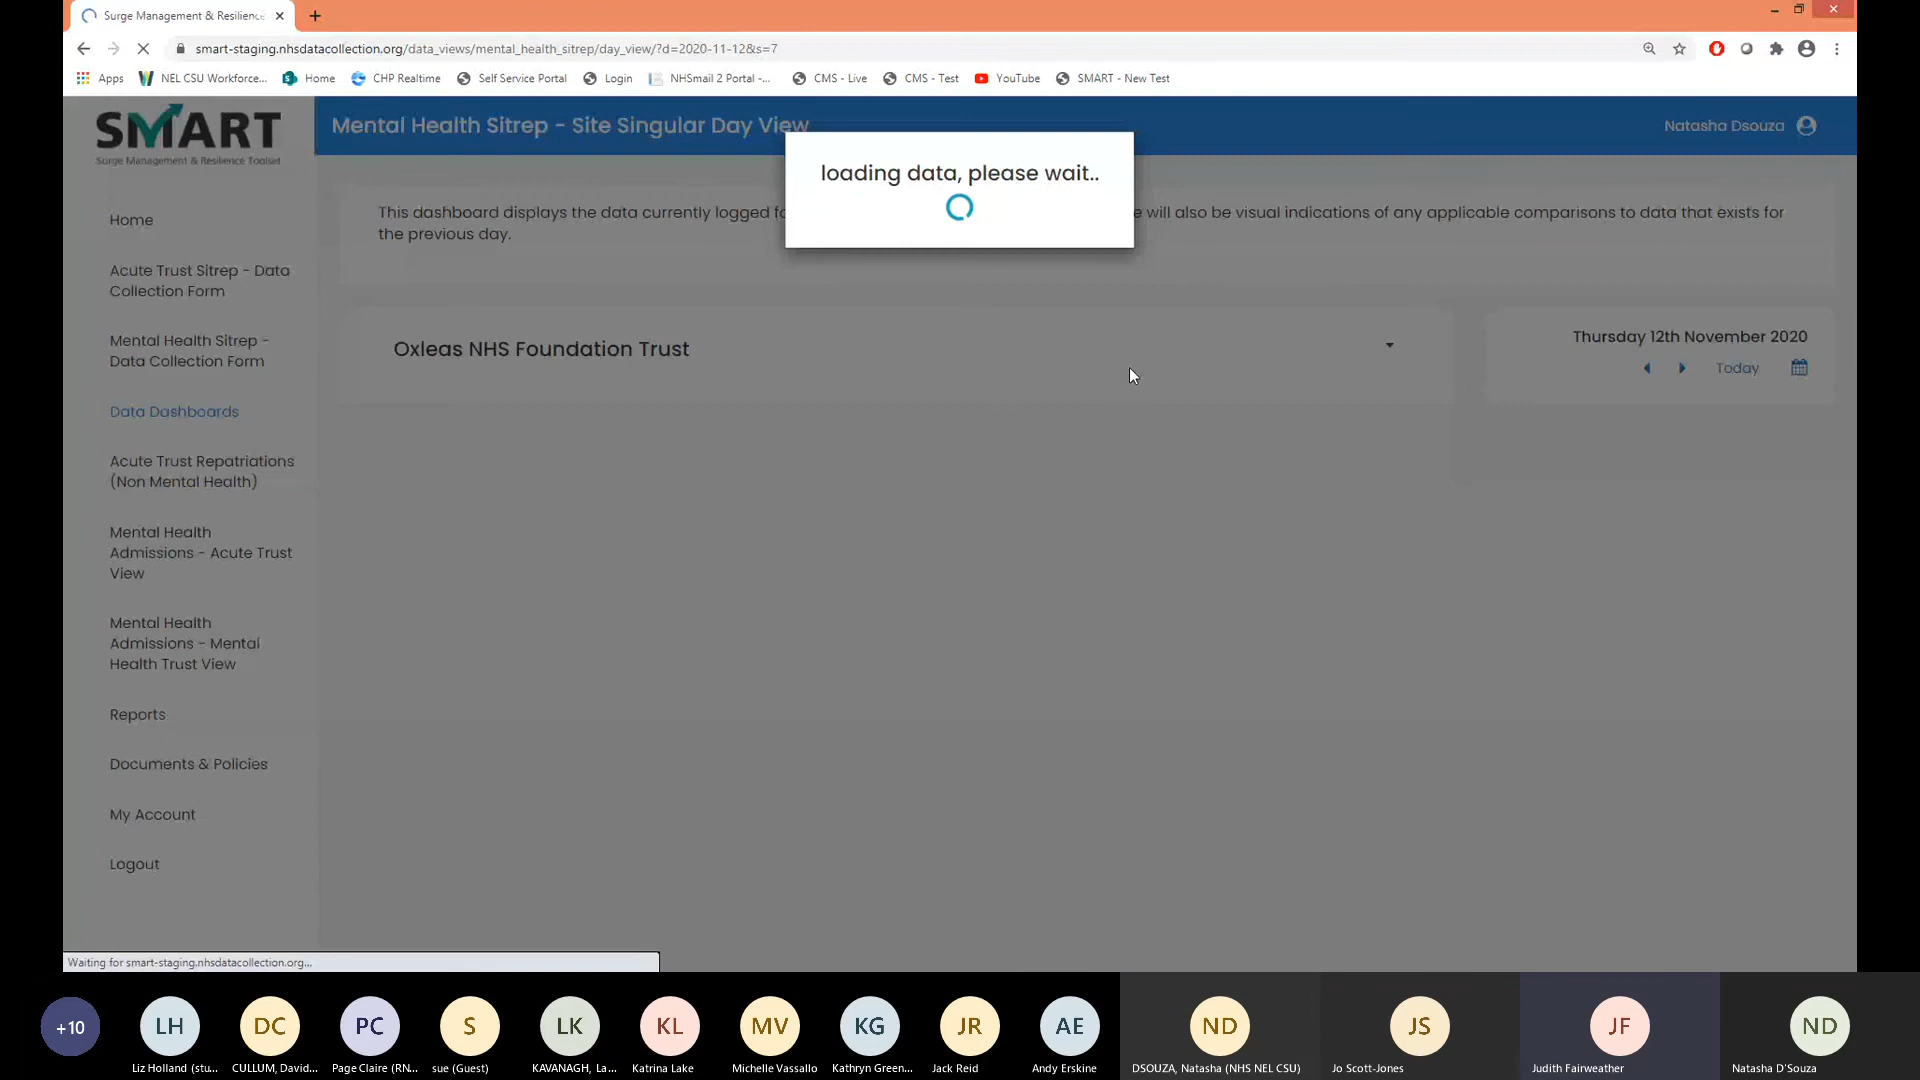 Surge Management & Resilience
smart-staging.nhsdatacollection.org/data_views/mental_health_sitrep/day_view/?d=2020-11-12&s=7
Apps NEL CSU Workforce... Home CHP Realtime Self Service Portal Login NHSmail 2 Portal -... CMS - Live CMS - Test YouTube SMART - New Test
SMART
Surge Management & Resilience Toolset
Mental Health Sitrep - Site Singular Day View
Natasha Dsouza
loading data, please wait..
This dashboard displays the data currently logged fo
e will also be visual indications of any applicable comparisons to data that exists for
the previous day.
Oxleas NHS Foundation Trust
Thursday 12th November 2020
Today
Home
Acute Trust Sitrep - Data
Collection Form
Mental Health Sitrep -
Data Collection Form
Data Dashboards
Acute Trust Repatriations
(Non Mental Health)
Mental Health
Admissions - Acute Trust
View
Mental Health
Admissions - Mental
Health Trust View
Reports
Documents & Policies
My Account
Logout
Waiting for smart-staging.nhsdatacollection.org...
+10 LH DC PC S LK KL MV KG JR AE ND JS JF ND
Liz Holland (stu... CULLUM, David... Page Claire (RN... sue (Guest) KAVANAGH, La... Katrina Lake Michelle Vassallo Kathryn Green... Jack Reid Andy Erskine DSOUZA, Natasha (NHS NEL CSU) Jo Scott-Jones Judith Fairweather Natasha D'Souza